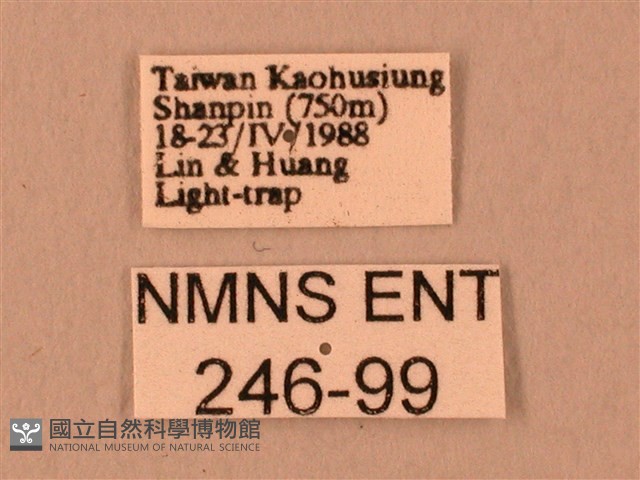 Taiwan Kaohusiung
Shanpin (750m)
18-23/IV/1988
Lin & Huang
Light-trap
NMNS ENT
246-99
國立自然科學博物館
NATIONAL MUSEUM OF NATURAL SCIENCE